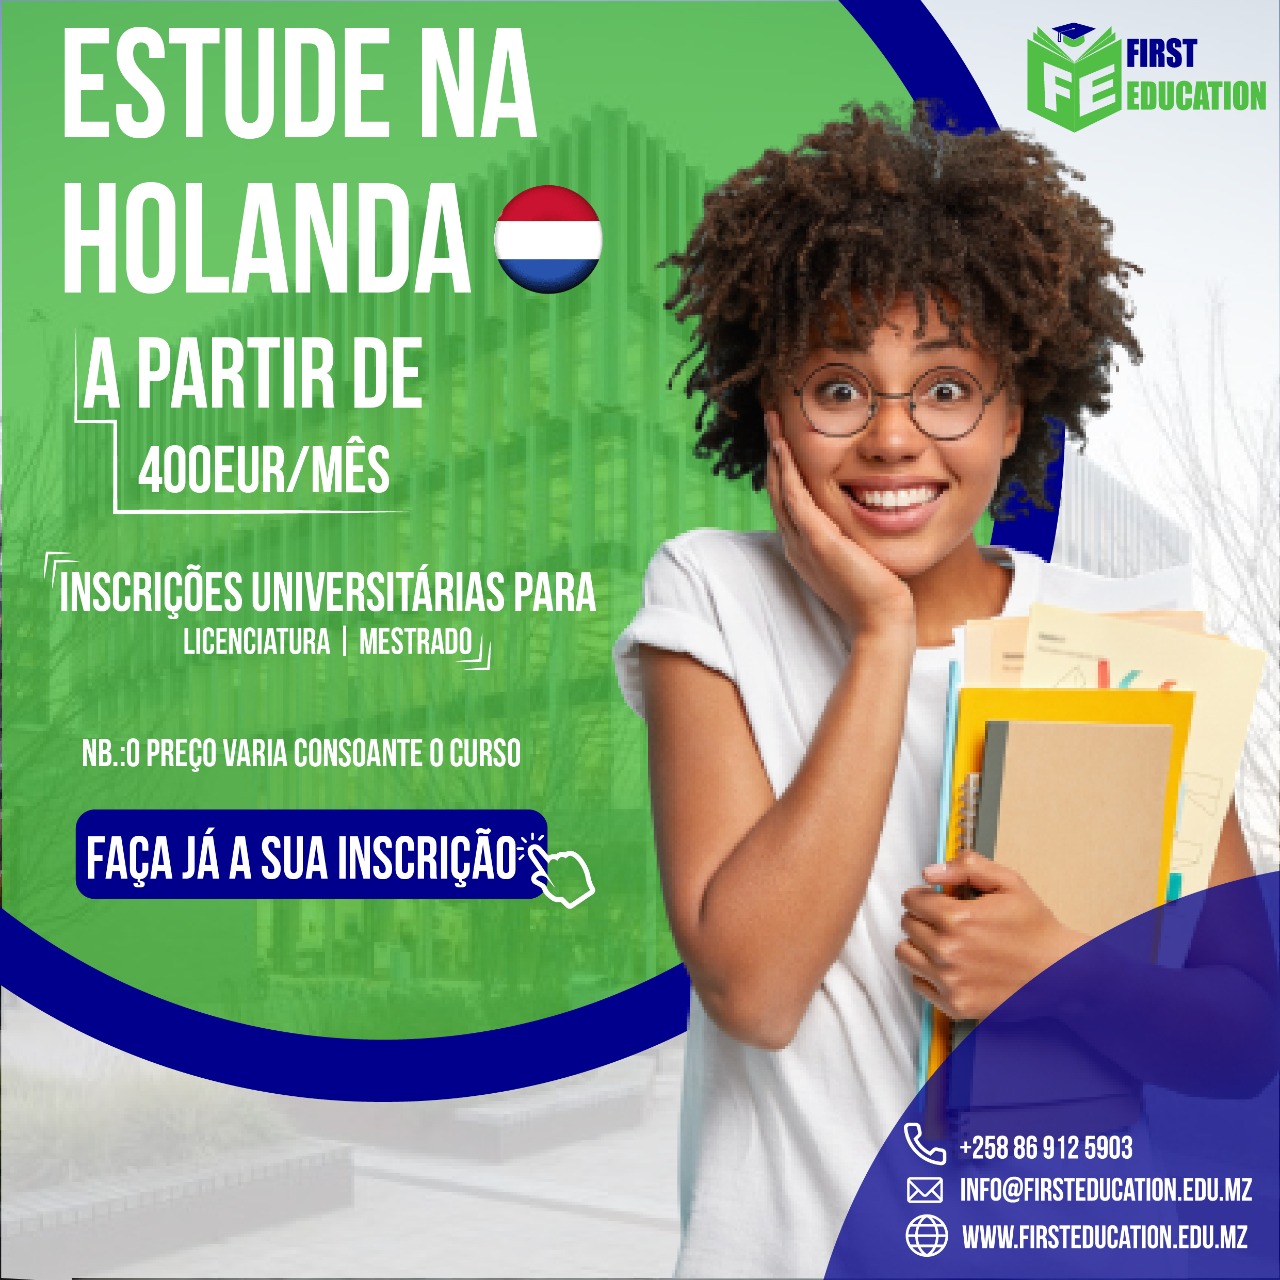 ESTUDE NA
HOLANDA
A PARTIR DE
400EUR/MÊS
INSCRIÇÕES UNIVERSITÁRIAS PARA
LICENCIATURA | MESTRADO
NB.:O PREÇO VARIA CONSOANTE O CURSO
FAÇA JÁ A SUA INSCRIÇÃO
FE FIRST
EDUCATION
+258 86 912 5903
INFO@FIRSTEDUCATION.EDU.MZ
WWW.FIRSTEDUCATION.EDU.MZ